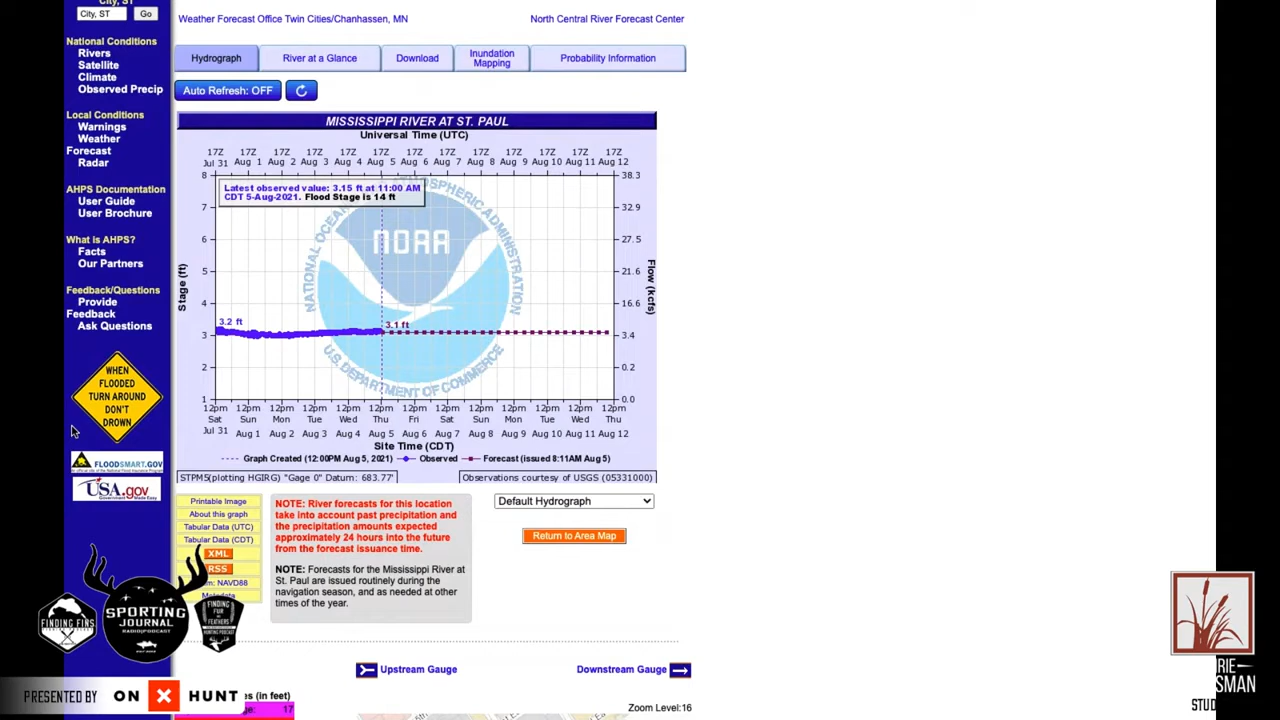 City, ST
City, ST
Go
National Conditions
Rivers
Satellite
Climate
Observed Precip
Local Conditions
Warnings
Weather
Forecast
Radar
AHPS Documentation
User Guide
User Brochure
What is AHPS?
Facts
Our Partners
Feedback/Questions
Provide
Feedback
Ask Questions
WHEN
FLOODED
TURN AROUND
DON'T
DROWN
FLOODSMART.GOV
USA.gov
Government Made Easy
Weather Forecast Office Twin Cities/Chanhassen, MN
North Central River Forecast Center
Hydrograph
River at a Glance
Download
Inundation
Mapping
Probability Information
Auto Refresh: OFF
MISSISSIPPI RIVER AT ST. PAUL
Universal Time (UTC)
17Z 17Z 17Z 17Z 17Z 17Z 17Z 17Z 17Z 17Z 17Z 17Z 17Z
Jul 31 Aug 1 Aug 2 Aug 3 Aug 4 Aug 5 Aug 6 Aug 7 Aug 8 Aug 9 Aug 10 Aug 11 Aug 12
Latest observed value: 3.15 ft at 11:00 AM
CDT 5-Aug-2021. Flood Stage is 14 ft
8 38.3
7 32.9
6 27.5
5 21.6
4 16.6
3 3.4
2 0.2
1 0.0
Stage (ft)
Flow (kcfs)
NOAA
U.S. DEPARTMENT OF COMMERCE
3.2 ft
3.1 ft
12pm 12pm 12pm 12pm 12pm 12pm 12pm 12pm 12pm 12pm 12pm 12pm 12pm
Sat Sun Mon Tue Wed Thu Fri Sat Sun Mon Tue Wed Thu
Jul 31 Aug 1 Aug 2 Aug 3 Aug 4 Aug 5 Aug 6 Aug 7 Aug 8 Aug 9 Aug 10 Aug 11 Aug 12
Site Time (CDT)
Graph Created (12:00PM Aug 5, 2021) Observed Forecast (issued 8:11AM Aug 5)
STPM5(plotting HGIRG) "Gage 0" Datum: 683.77'
Observations courtesy of USGS (05331000)
Printable Image
About this graph
Tabular Data (UTC)
Tabular Data (CDT)
XML
RSS
m: NAVD88
NOTE: River forecasts for this location
take into account past precipitation and
the precipitation amounts expected
approximately 24 hours into the future
from the forecast issuance time.
NOTE: Forecasts for the Mississippi River at
St. Paul are issued routinely during the
navigation season, and as needed at other
times of the year.
Default Hydrograph
Return to Area Map
Upstream Gauge
Downstream Gauge
es (in feet)
17
Zoom Level:16
FINDING FINS
SPORTING
JOURNAL
RADIO|PODCAST
FINDING
FUR
FEATHERS
HUNTING PODCAST
PRESENTED BY
ON X HUNT
RIE
SMAN
STUD